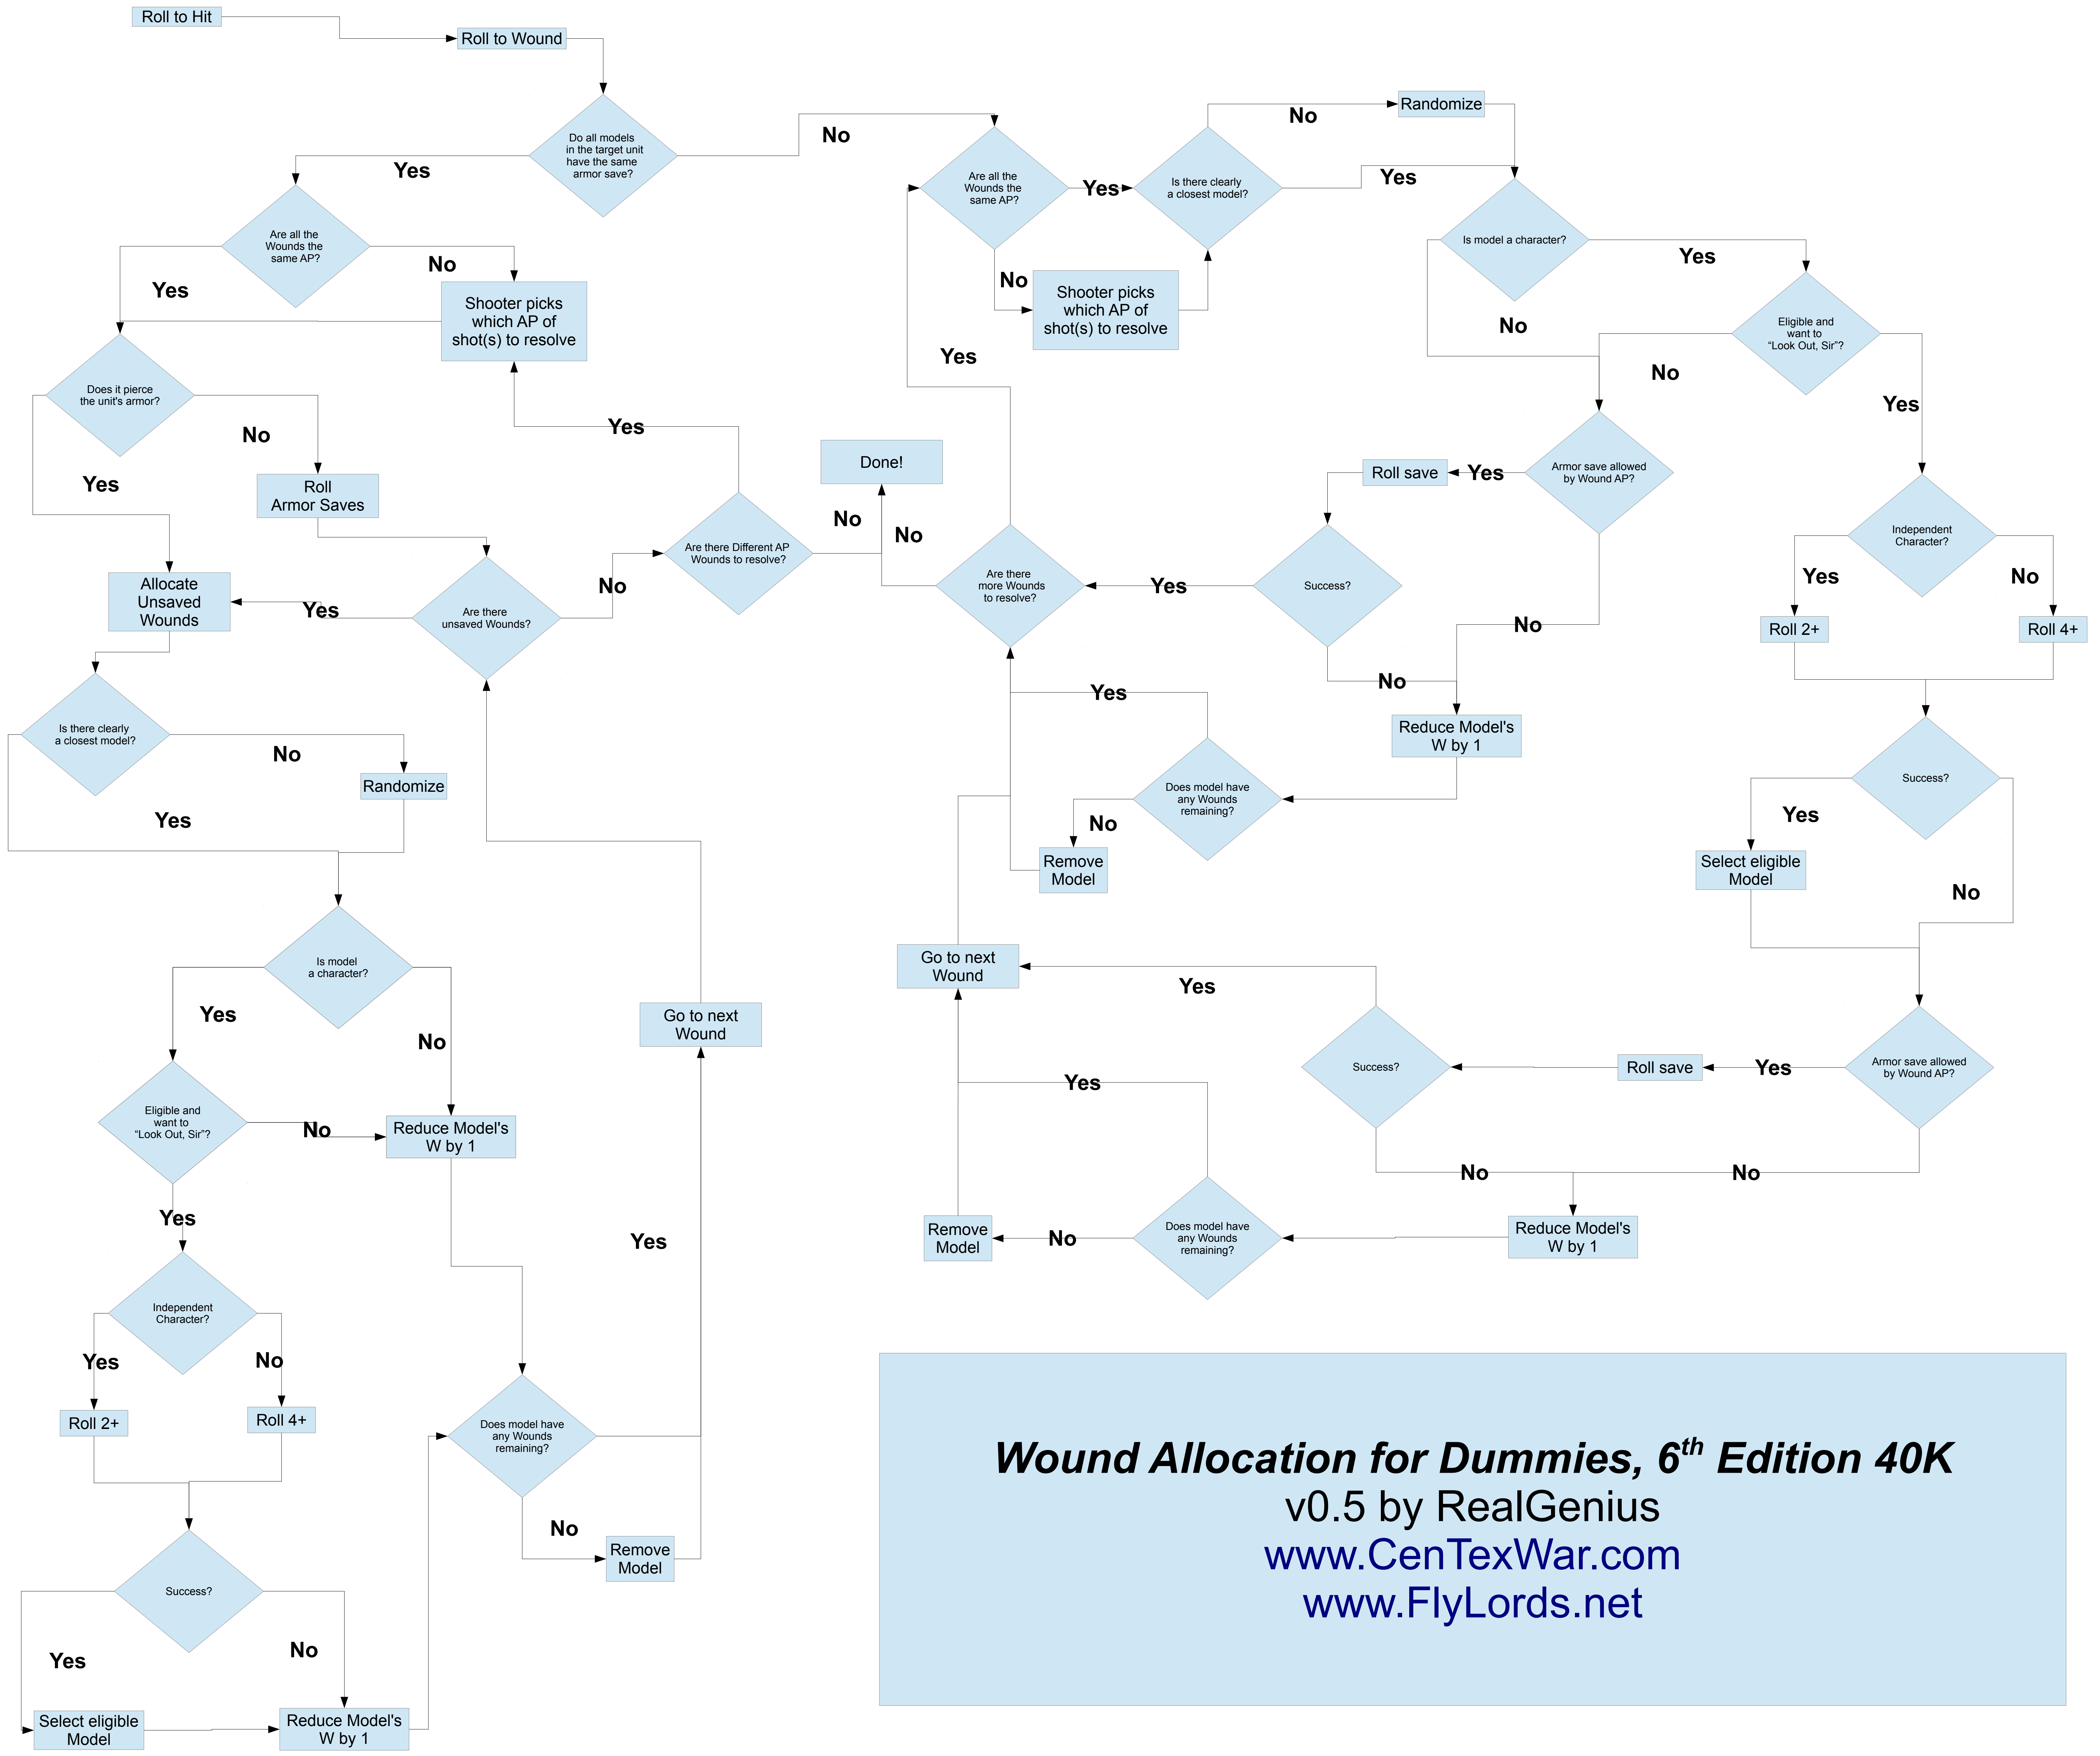 Roll to Hit
Roll to Wound
Do all models
in the target unit
have the same
armor save?
Yes
No
Are all the
Wounds the
same AP?
Yes
No
Shooter picks
which AP of
shot(s) to resolve
Does it pierce
the unit's armor?
Yes
No
Roll
Armor Saves
Allocate
Unsaved
Wounds
Are there
unsaved Wounds?
Yes
No
Are there Different AP
Wounds to resolve?
Yes
No
Done!
Is there clearly
a closest model?
Yes
No
Randomize
Is model
a character?
Yes
No
Eligible and
want to
“Look Out, Sir”?
No
Yes
Reduce Model's
W by 1
Independent
Character?
Yes
No
Roll 2+
Roll 4+
Success?
Yes
No
Select eligible
Model
Reduce Model's
W by 1
Does model have
any Wounds
remaining?
Yes
No
Remove
Model
Go to next
Wound
Are all the
Wounds the
same AP?
Yes
No
Shooter picks
which AP of
shot(s) to resolve
Is there clearly
a closest model?
No
Yes
Randomize
Is model a character?
Yes
No
Eligible and
want to
“Look Out, Sir”?
No
Yes
Armor save allowed
by Wound AP?
Yes
No
Roll save
Success?
Yes
No
Are there
more Wounds
to resolve?
Yes
No
Reduce Model's
W by 1
Does model have
any Wounds
remaining?
Yes
No
Remove
Model
Independent
Character?
Yes
No
Roll 2+
Roll 4+
Success?
Yes
No
Select eligible
Model
Armor save allowed
by Wound AP?
Yes
No
Roll save
Success?
Yes
No
Go to next
Wound
Reduce Model's
W by 1
Does model have
any Wounds
remaining?
Yes
No
Remove
Model
Wound Allocation for Dummies, 6th Edition 40K
v0.5 by RealGenius
www.CenTexWar.com
www.FlyLords.net